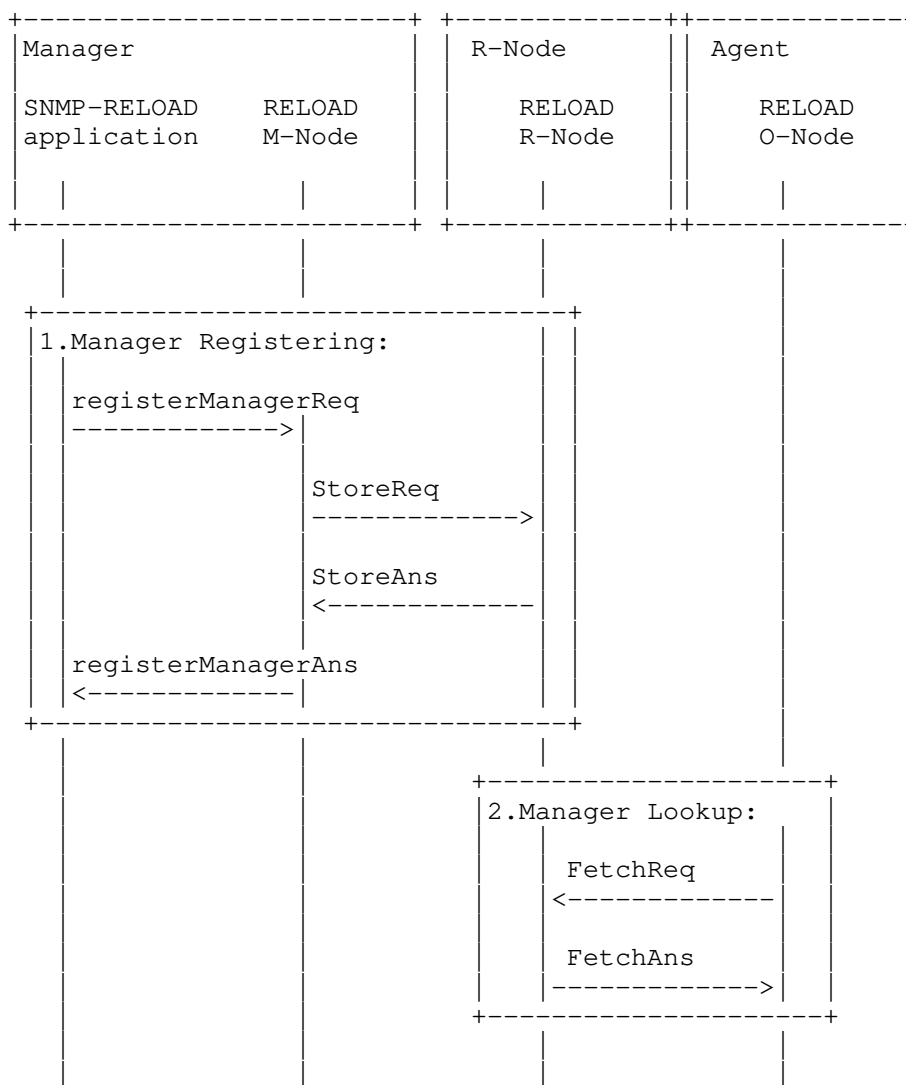 Manager R-Node Agent
SNMP-RELOAD RELOAD RELOAD RELOAD
application M-Node R-Node O-Node
1.Manager Registering:
registerManagerReq
StoreReq
StoreAns
registerManagerAns
2.Manager Lookup:
FetchReq
FetchAns